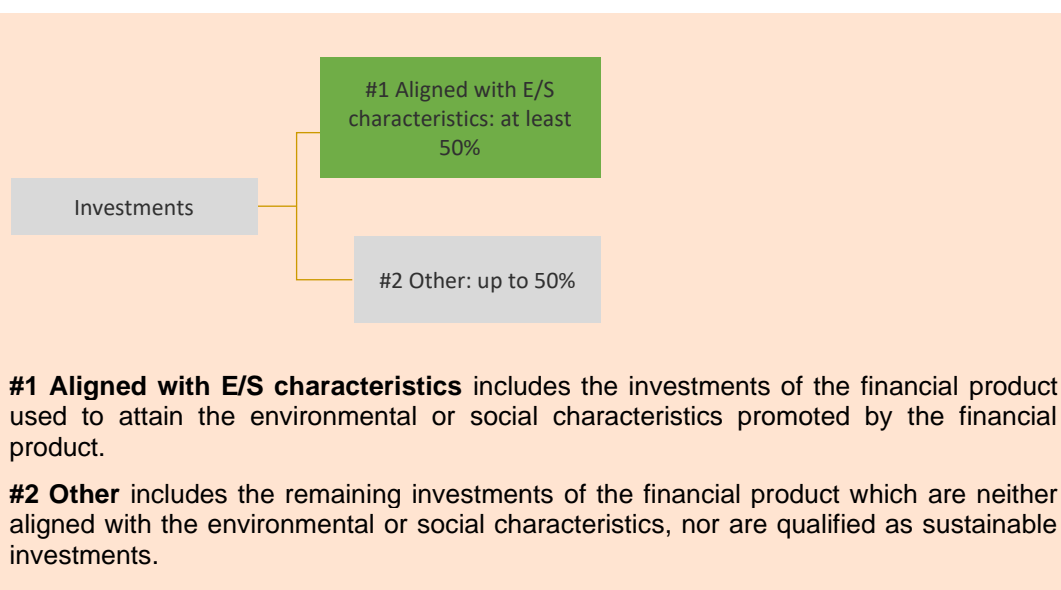 #1 Aligned with E/S
characteristics: at least
50%
Investments
#2 Other: up to 50%
#1 Aligned with E/S characteristics includes the investments of the financial product
used to attain the environmental or social characteristics promoted by the financial
product.
#2 Other includes the remaining investments of the financial product which are neither
aligned with the environmental or social characteristics, nor are qualified as sustainable
investments.